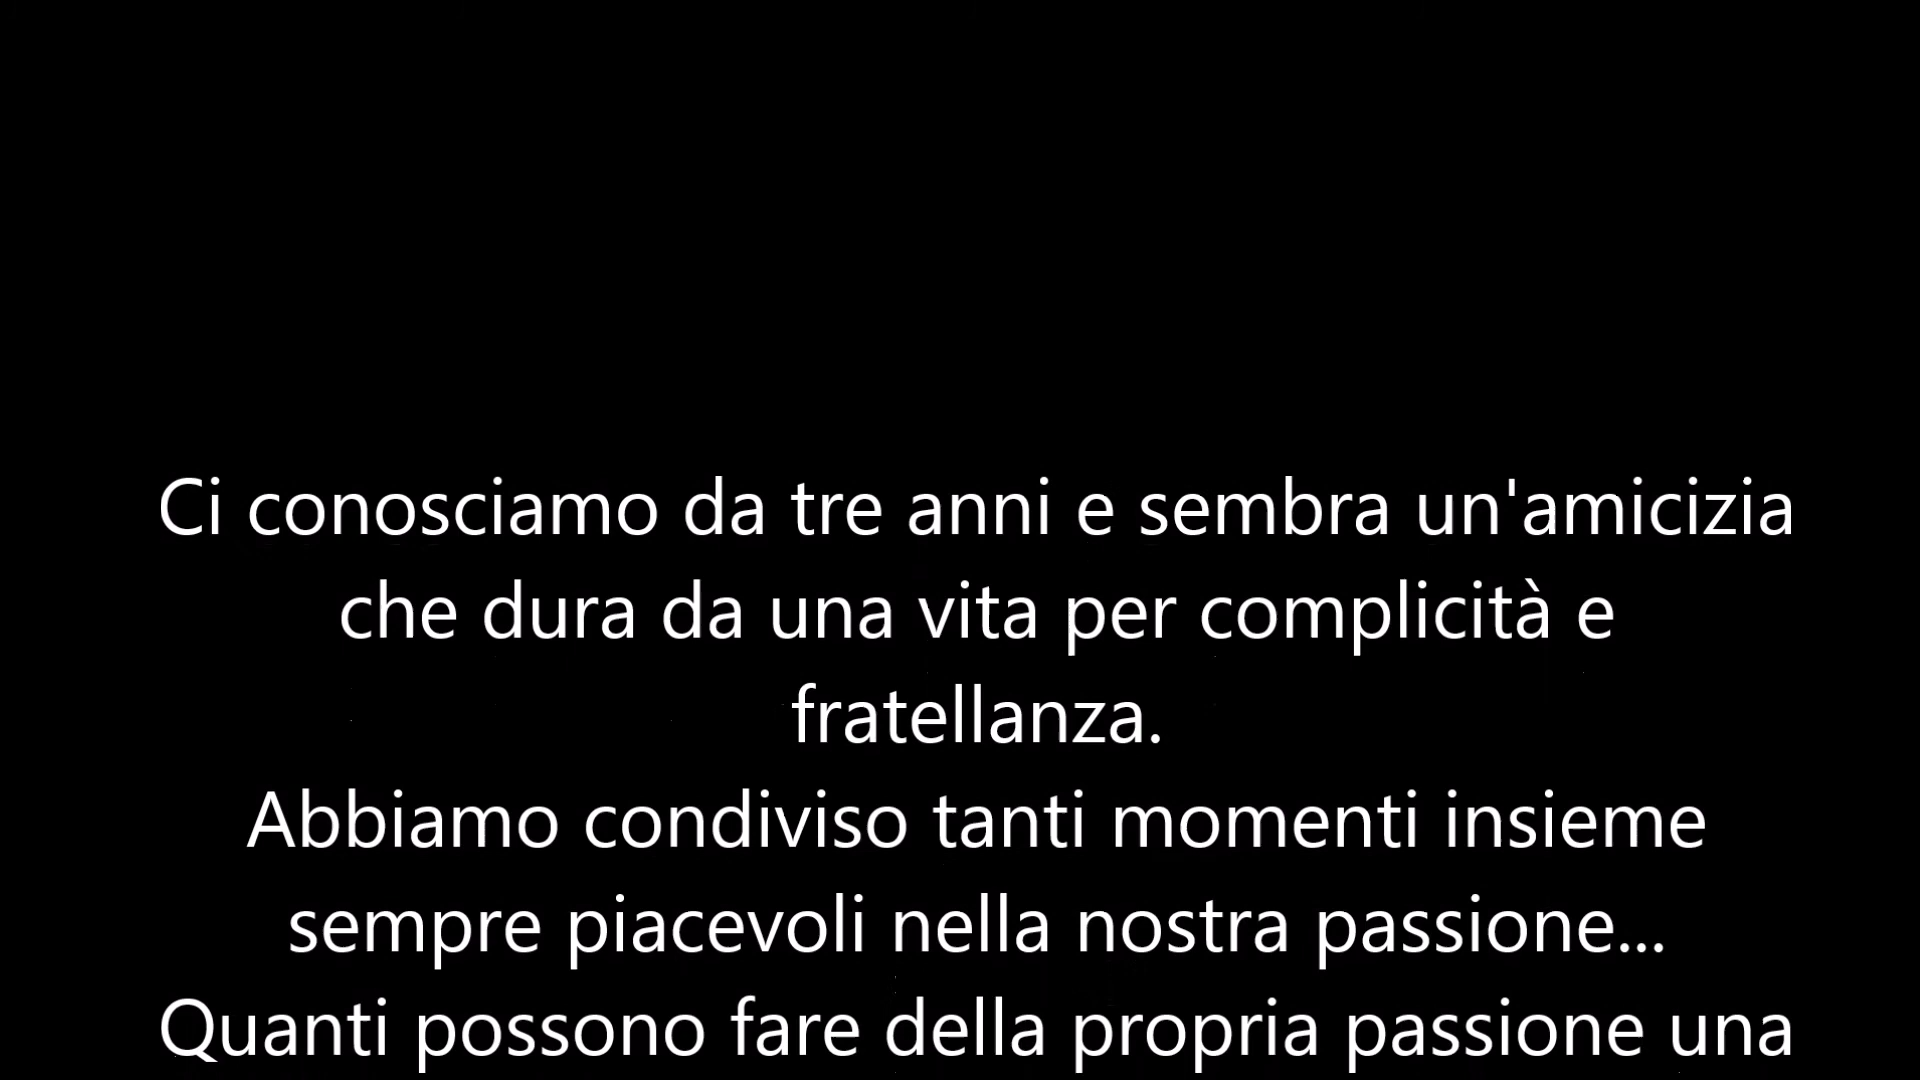 Ci conosciamo da tre anni e sembra un'amicizia
che dura da una vita per complicità e
fratellanza.
Abbiamo condiviso tanti momenti insieme
sempre piacevoli nella nostra passione...
Quanti possono fare della propria passione una